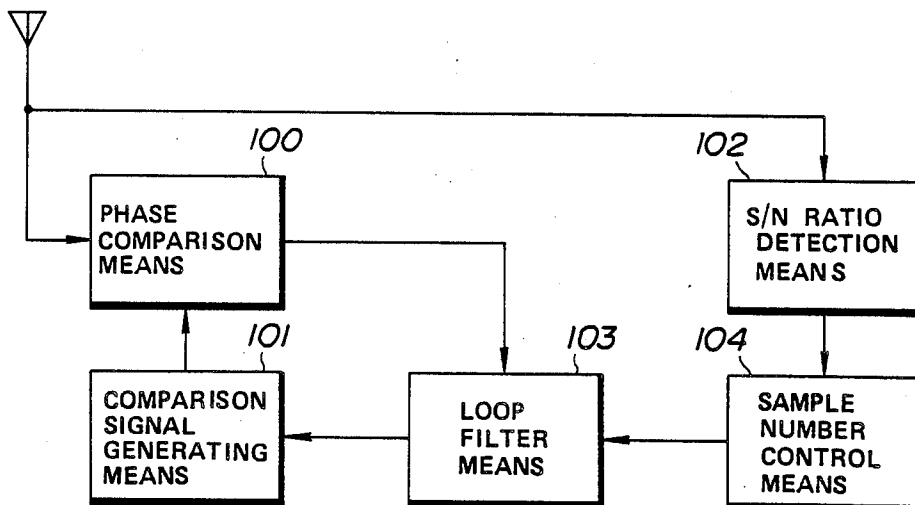 100
PHASE
COMPARISON
MEANS
102
S/N RATIO
DETECTION
MEANS
101
COMPARISON
SIGNAL
GENERATING
MEANS
103
LOOP
FILTER
MEANS
104
SAMPLE
NUMBER
CONTROL
MEANS